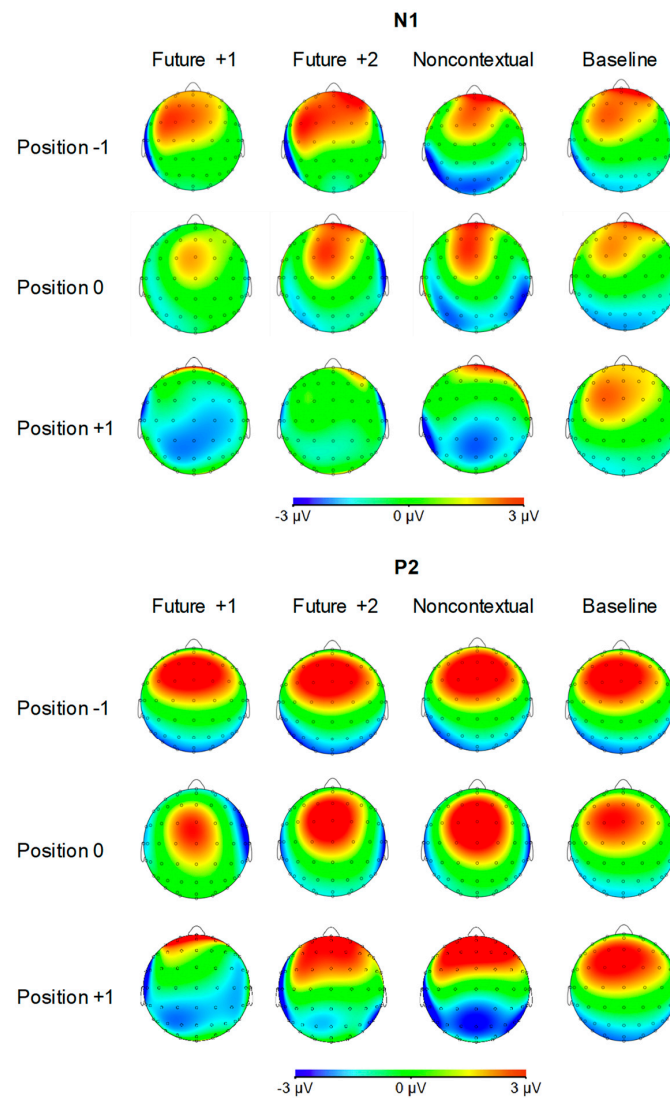 N1
Future +1 Future +2 Noncontextual Baseline
Position -1
Position 0
Position +1
-3 µV 0 µV 3 µV
P2
Future +1 Future +2 Noncontextual Baseline
Position -1
Position 0
Position +1
-3 µV 0 µV 3 µV